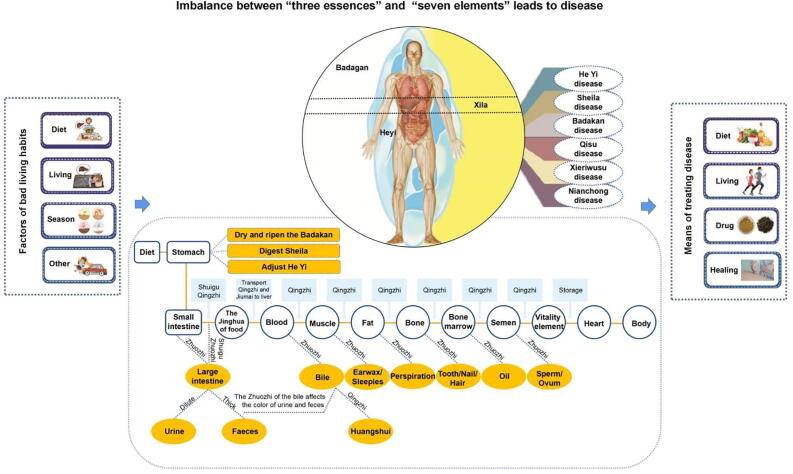 Imbalance between “three essences” and “seven elements” leads to disease
Factors of bad living habits
Diet
Living
Season
Other
Badagan
Xila
Heyi
He Yi
disease
Sheila
disease
Badakan
disease
Qisu
disease
Xieriwusu
disease
Nianchong
disease
Means of treating disease
Diet
Living
Drug
Healing
Diet
Stomach
Dry and ripen the Badakan
Digest Sheila
Adjust He Yi
Shuigu
Qingzhi
Transport
Qingzhi and
Jiumai to liver
Qingzhi
Qingzhi
Qingzhi
Qingzhi
Qingzhi
Qingzhi
Storage
Small
intestine
The
Jinghua
of food
Blood
Muscle
Fat
Bone
Bone
marrow
Semen
Vitality
element
Heart
Body
Zhuozhi
Shuigu
Zhuozhi
Zhuozhi
Zhuozhi
Zhuozhi
Zhuozhi
Zhuozhi
Zhuozhi
Large
intestine
Bile
Earwax/
Sleepies
Perspiration
Tooth/Nail/
Hair
Oil
Sperm/
Ovum
Dilute
Thick
The Zhuozhi of the bile affects
the color of urine and feces
Qingzhi
Urine
Faeces
Huangshui